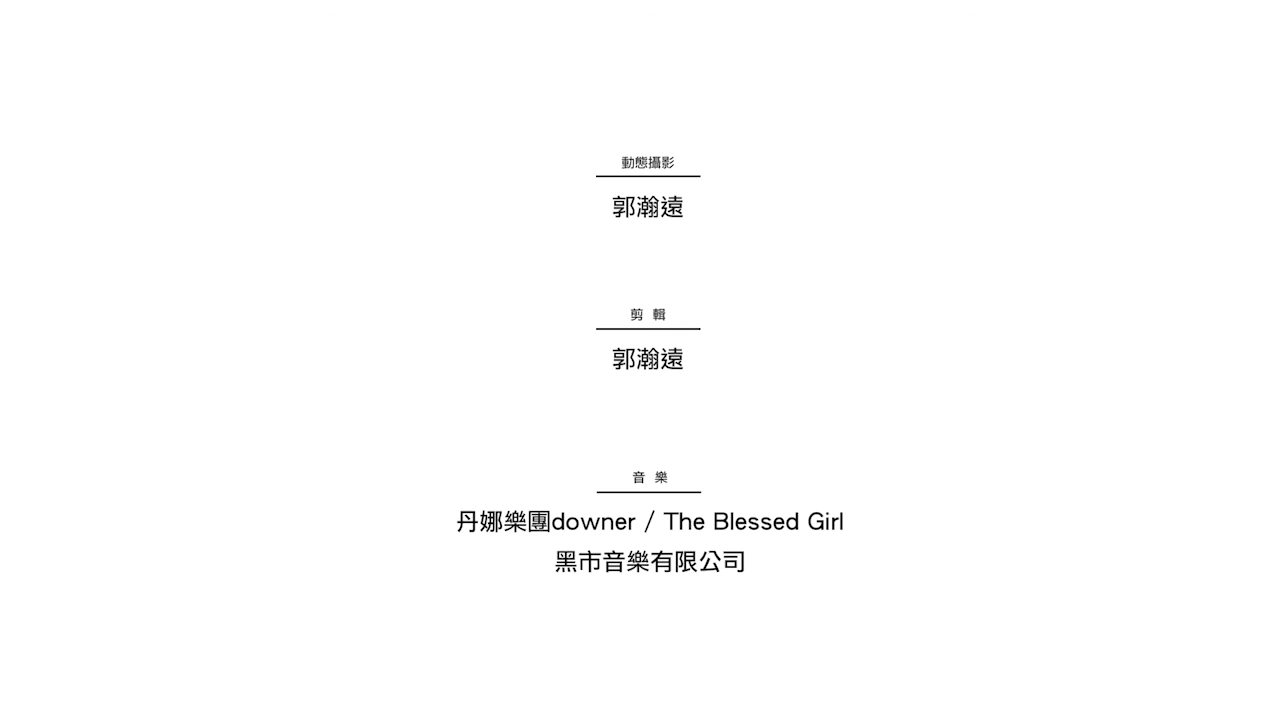 動態攝影
郭瀚遠
剪 輯
郭瀚遠
音 樂
丹娜樂團downer / The Blessed Girl
黑市音樂有限公司